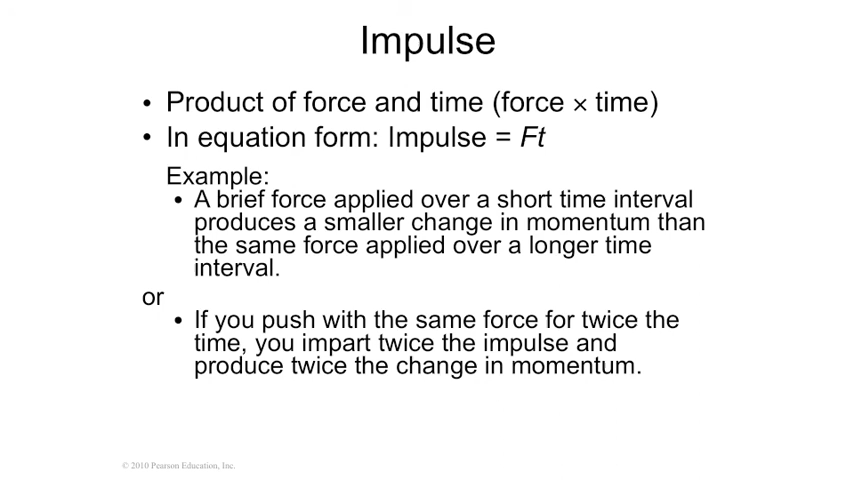 Impulse
• Product of force and time (force × time)
• In equation form: Impulse = Ft
Example:
• A brief force applied over a short time interval
produces a smaller change in momentum than
the same force applied over a longer time
interval.
or
• If you push with the same force for twice the
time, you impart twice the impulse and
produce twice the change in momentum.
© 2010 Pearson Education, Inc.